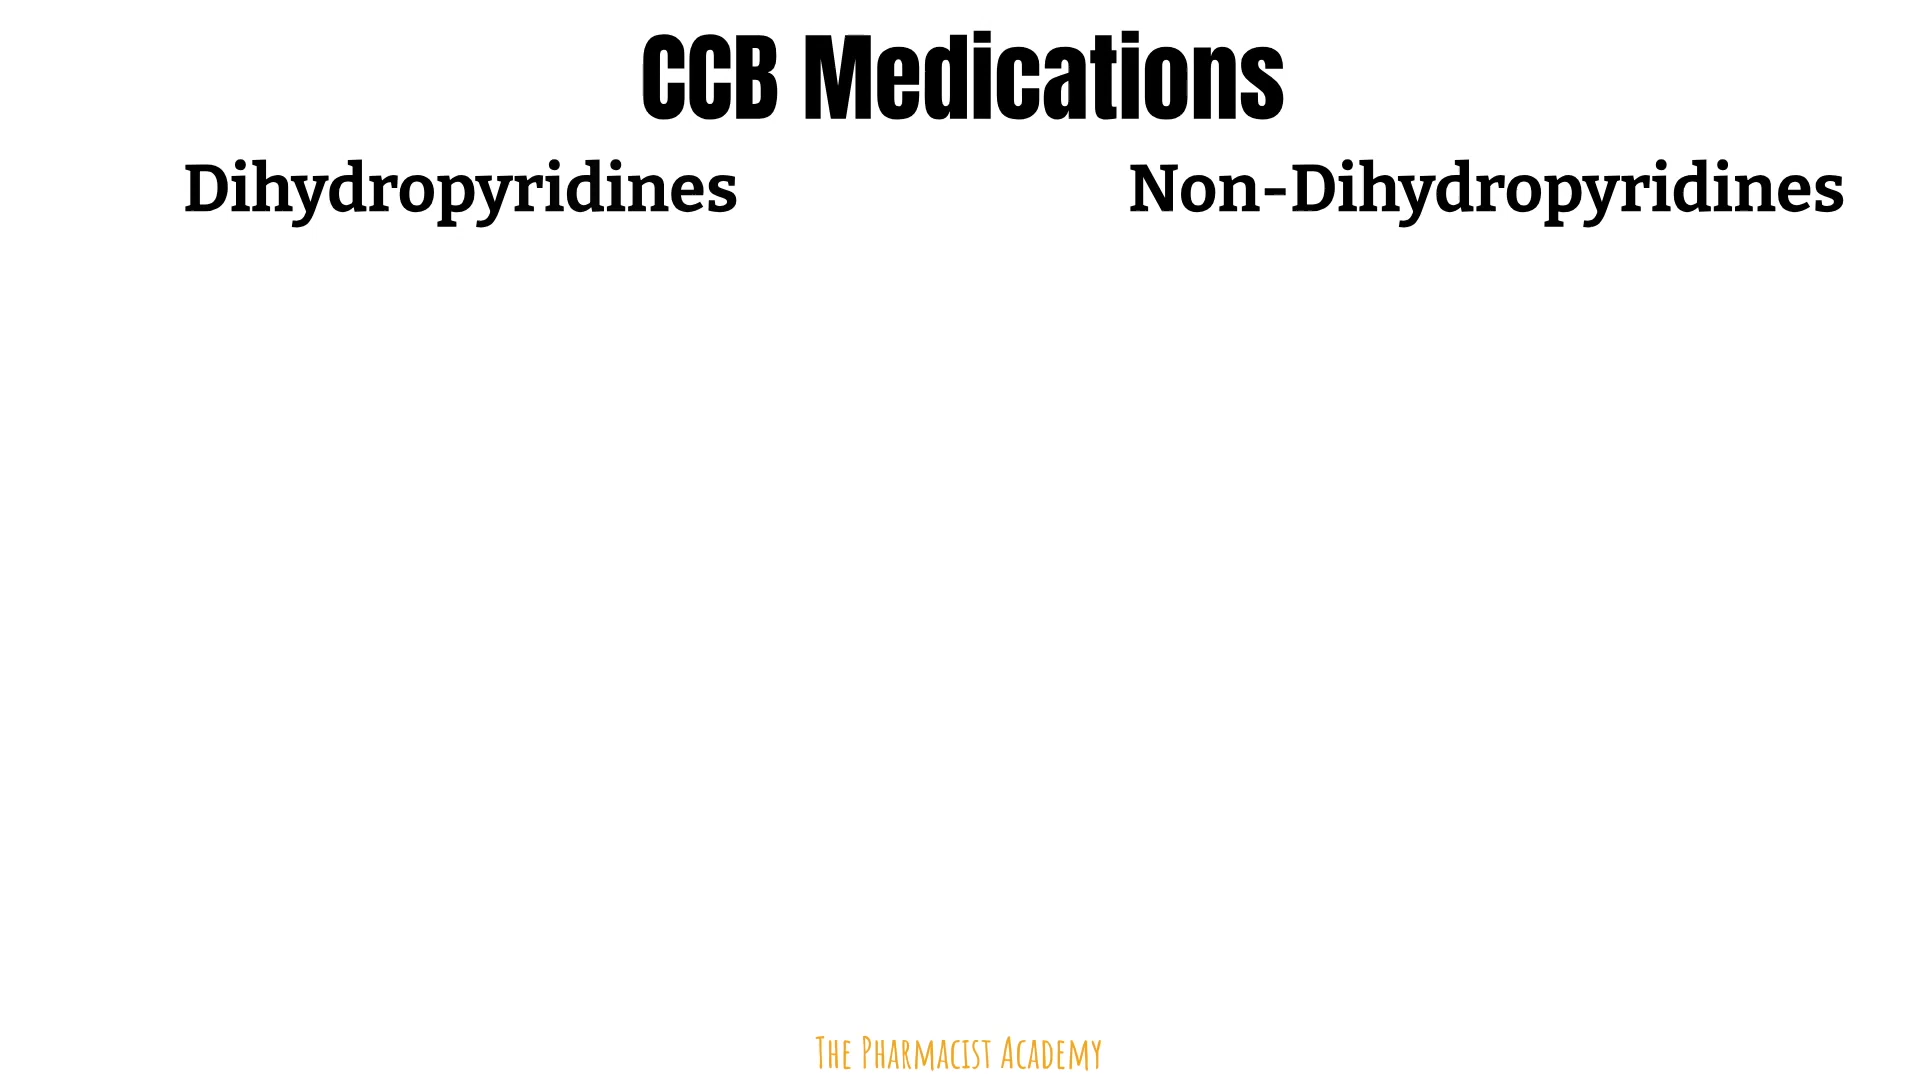 CCB Medications
Dihydropyridines
Non-Dihydropyridines
The Pharmacist Academy